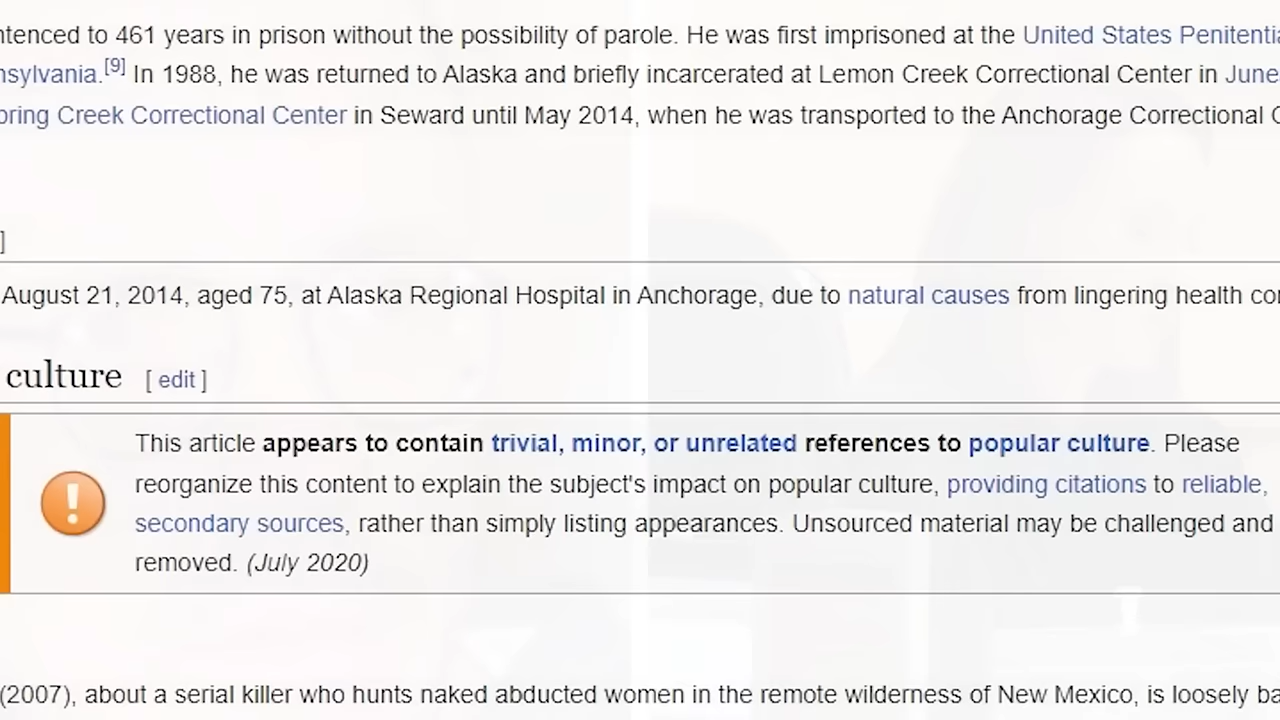 ntenced to 461 years in prison without the possibility of parole. He was first imprisoned at the United States Penitentia
nsylvania.[9] In 1988, he was returned to Alaska and briefly incarcerated at Lemon Creek Correctional Center in June
pring Creek Correctional Center in Seward until May 2014, when he was transported to the Anchorage Correctional C
]
August 21, 2014, aged 75, at Alaska Regional Hospital in Anchorage, due to natural causes from lingering health con
culture [ edit ]
This article appears to contain trivial, minor, or unrelated references to popular culture. Please
reorganize this content to explain the subject's impact on popular culture, providing citations to reliable,
secondary sources, rather than simply listing appearances. Unsourced material may be challenged and
removed. (July 2020)
(2007), about a serial killer who hunts naked abducted women in the remote wilderness of New Mexico, is loosely ba